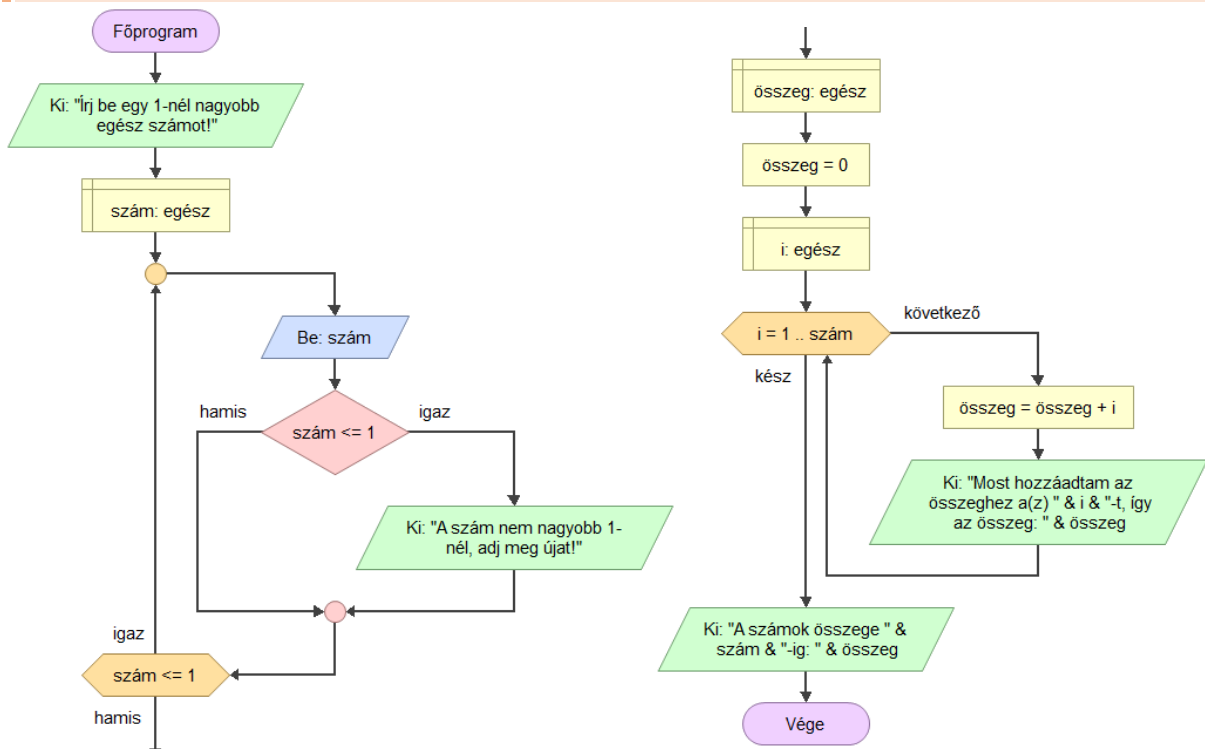 Főprogram
Ki: "Írj be egy 1-nél nagyobb
egész számot!"
szám: egész
Be: szám
hamis
igaz
szám <= 1
Ki: "A szám nem nagyobb 1-
nél, adj meg újat!"
igaz
szám <= 1
hamis
összeg: egész
összeg = 0
i: egész
következő
i = 1 .. szám
kész
összeg = összeg + i
Ki: "Most hozzáadtam az
összeghez a(z) " & i & "-t, így
az összeg: " & összeg
Ki: "A számok összege " &
szám & "-ig: " & összeg
Vége